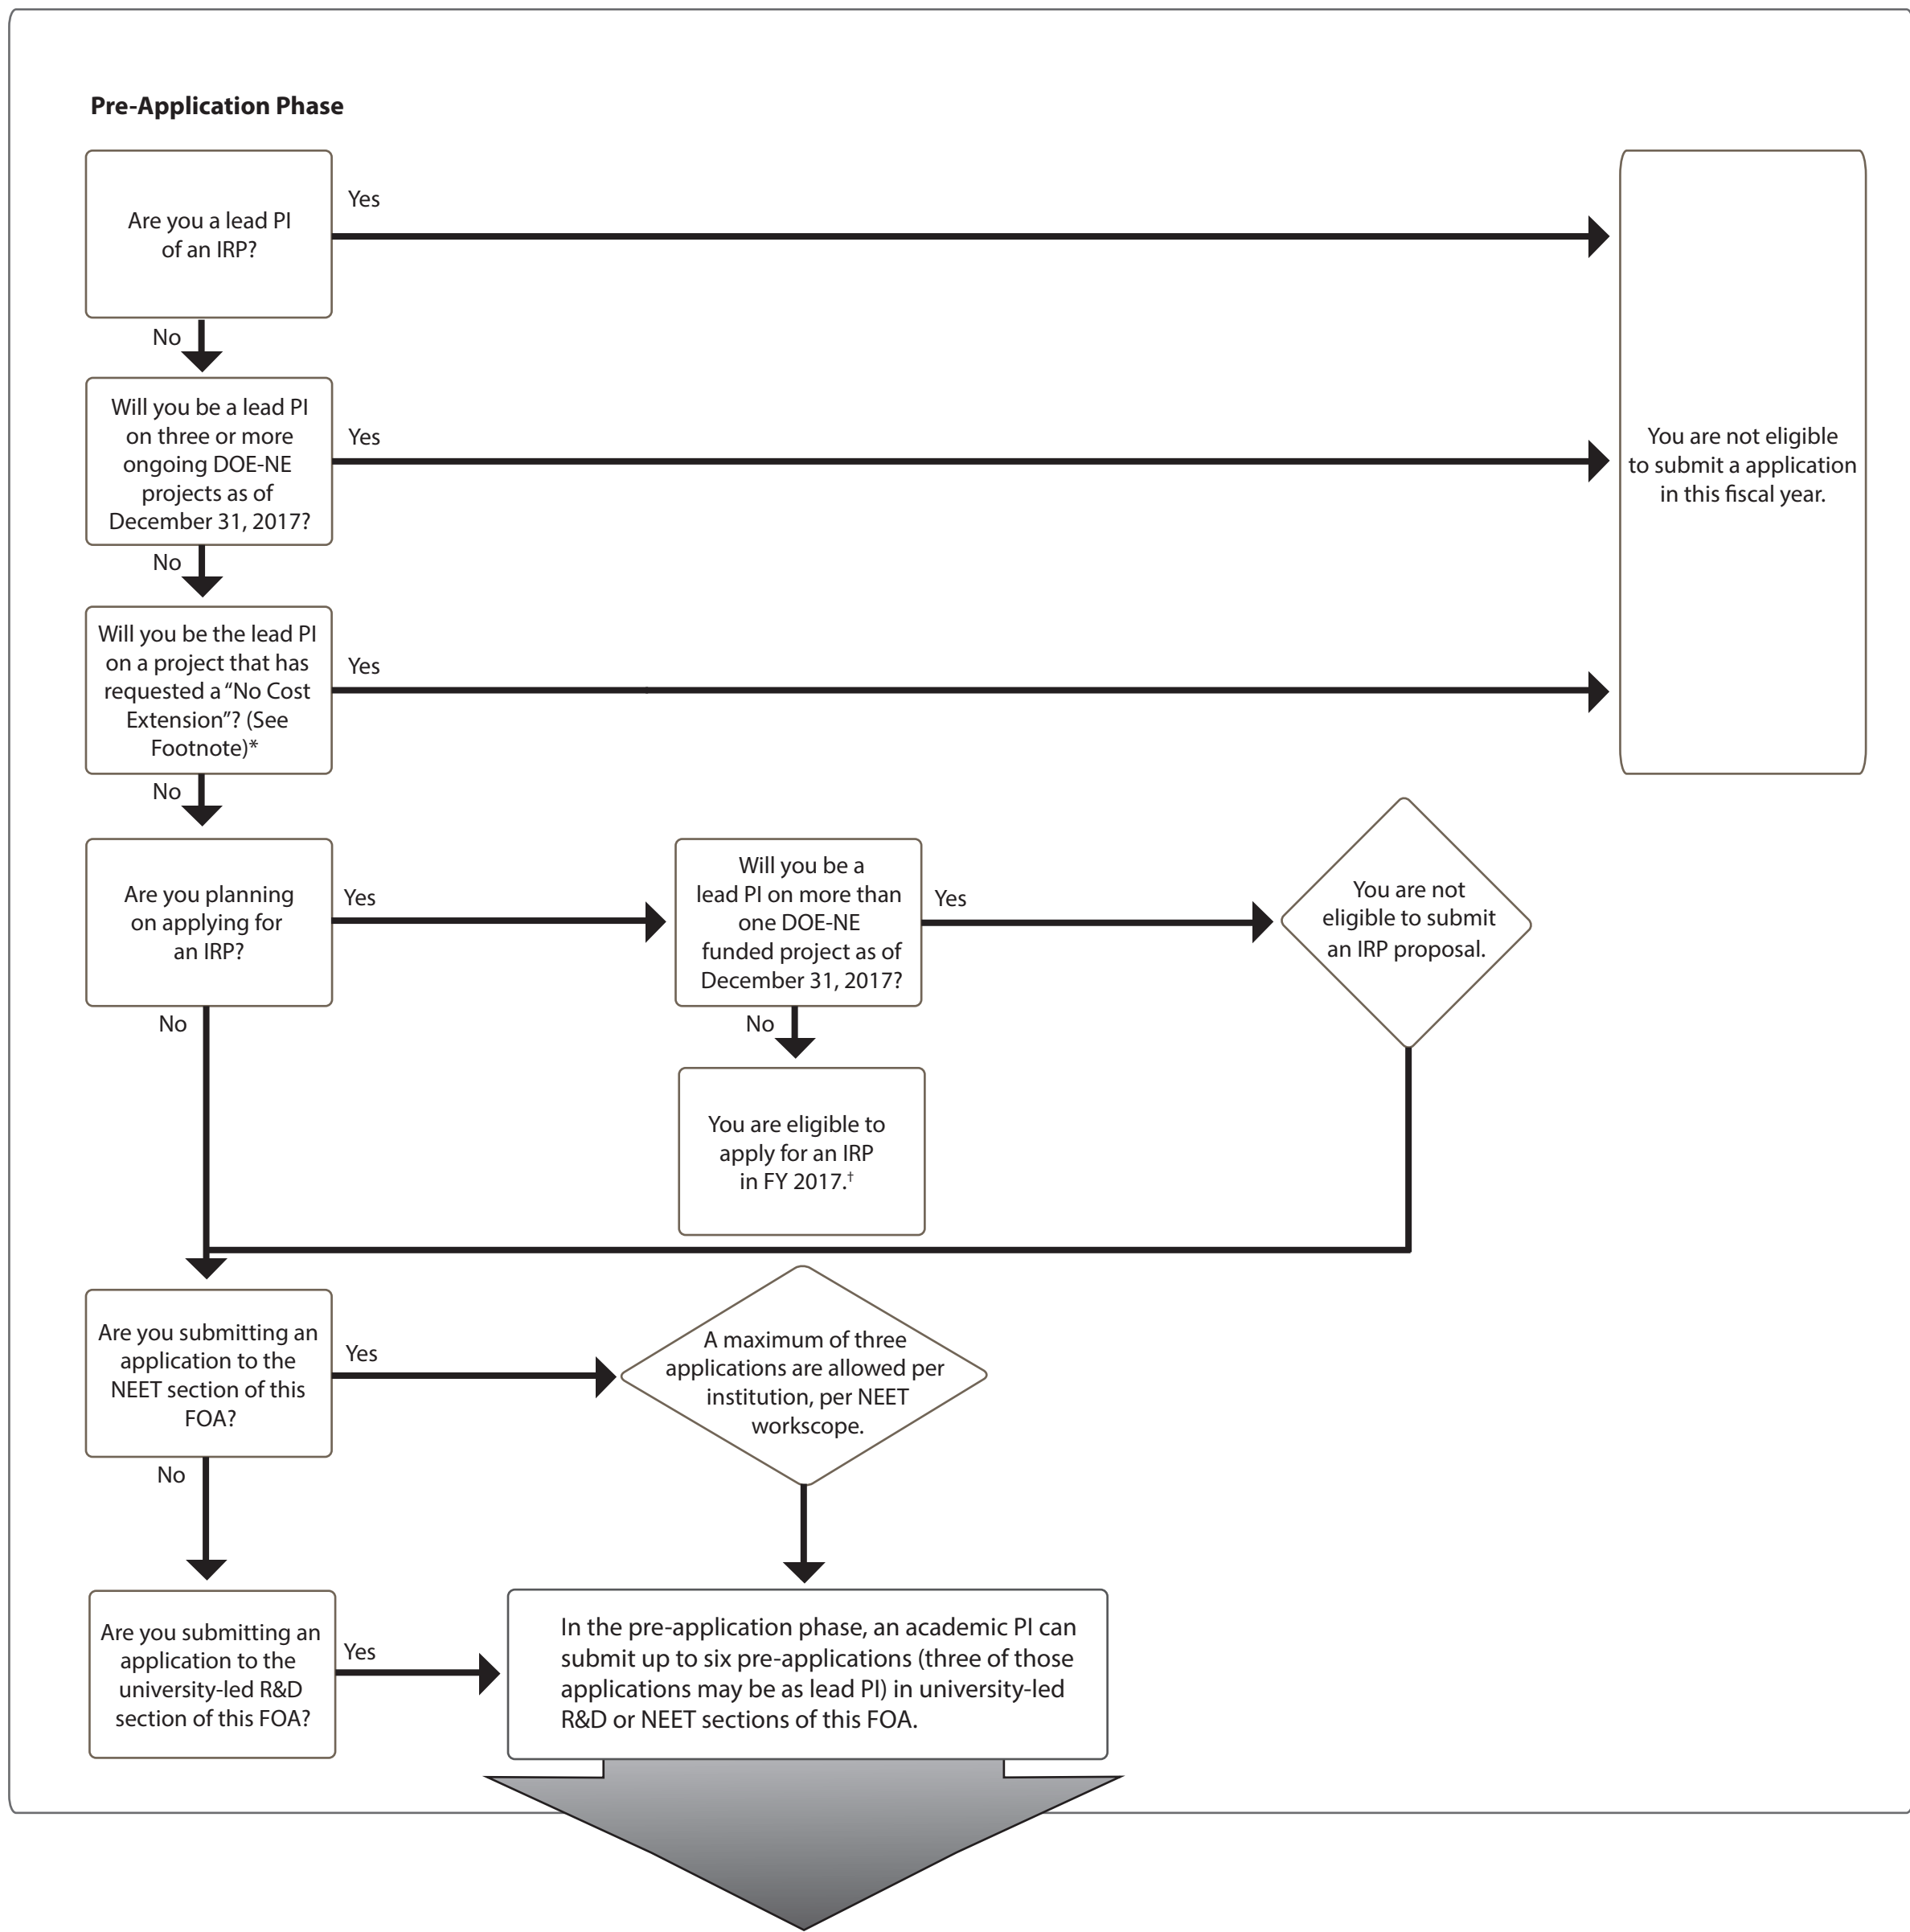 Pre-Application Phase
Are you a lead PI
of an IRP?
Yes
No
Will you be a lead PI
on three or more
ongoing DOE-NE
projects as of
December 31, 2017?
Yes
You are not eligible
to submit a application
in this fiscal year.
No
Will you be the lead PI
on a project that has
requested a “No Cost
Extension”? (See
Footnote)*
Yes
No
Are you planning
on applying for
an IRP?
Yes
Will you be a
lead PI on more than
one DOE-NE
funded project as of
December 31, 2017?
Yes
You are not
eligible to submit
an IRP proposal.
No
No
You are eligible to
apply for an IRP
in FY 2017.†
Are you submitting an
application to the
NEET section of this
FOA?
Yes
A maximum of three
applications are allowed per
institution, per NEET
workscope.
No
Are you submitting an
application to the
university-led R&D
section of this FOA?
Yes
In the pre-application phase, an academic PI can
submit up to six pre-applications (three of those
applications may be as lead PI) in university-led
R&D or NEET sections of this FOA.